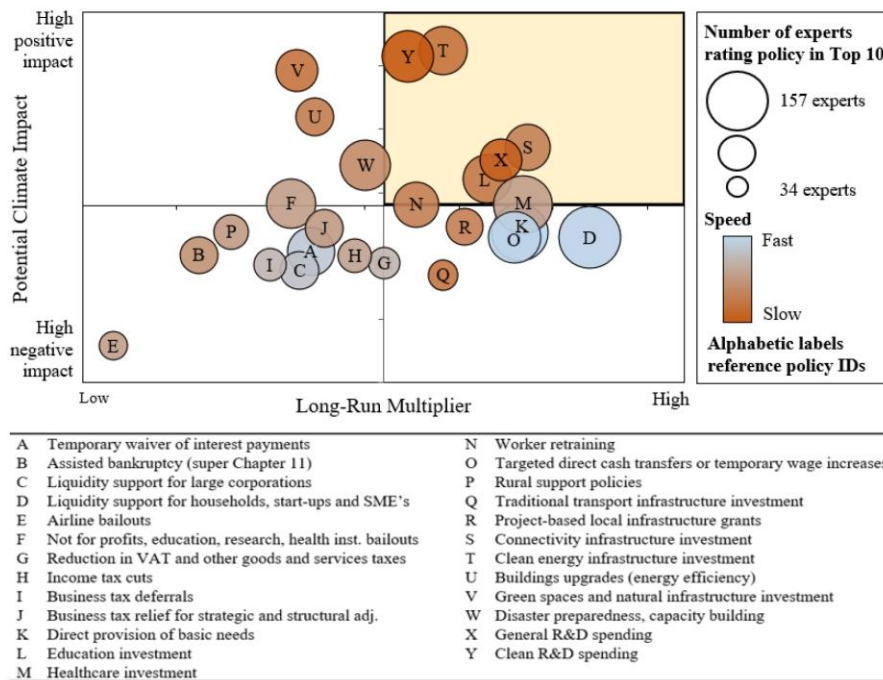 High
positive
impact
Potential Climate Impact
High
negative
impact
V
Y
T
U
W
S
X
L
F
N
M
P
J
R
K
O
D
B
A
I
C
H
G
Q
E
Low
Long-Run Multiplier
High
Number of experts
rating policy in Top 10
157 experts
34 experts
Speed
Fast
Slow
Alphabetic labels
reference policy IDs
A Temporary waiver of interest payments
B Assisted bankruptcy (super Chapter 11)
C Liquidity support for large corporations
D Liquidity support for households, start-ups and SME's
E Airline bailouts
F Not for profits, education, research, health inst. bailouts
G Reduction in VAT and other goods and services taxes
H Income tax cuts
I Business tax deferrals
J Business tax relief for strategic and structural adj.
K Direct provision of basic needs
L Education investment
M Healthcare investment
N Worker retraining
O Targeted direct cash transfers or temporary wage increases
P Rural support policies
Q Traditional transport infrastructure investment
R Project-based local infrastructure grants
S Connectivity infrastructure investment
T Clean energy infrastructure investment
U Buildings upgrades (energy efficiency)
V Green spaces and natural infrastructure investment
W Disaster preparedness, capacity building
X General R&D spending
Y Clean R&D spending